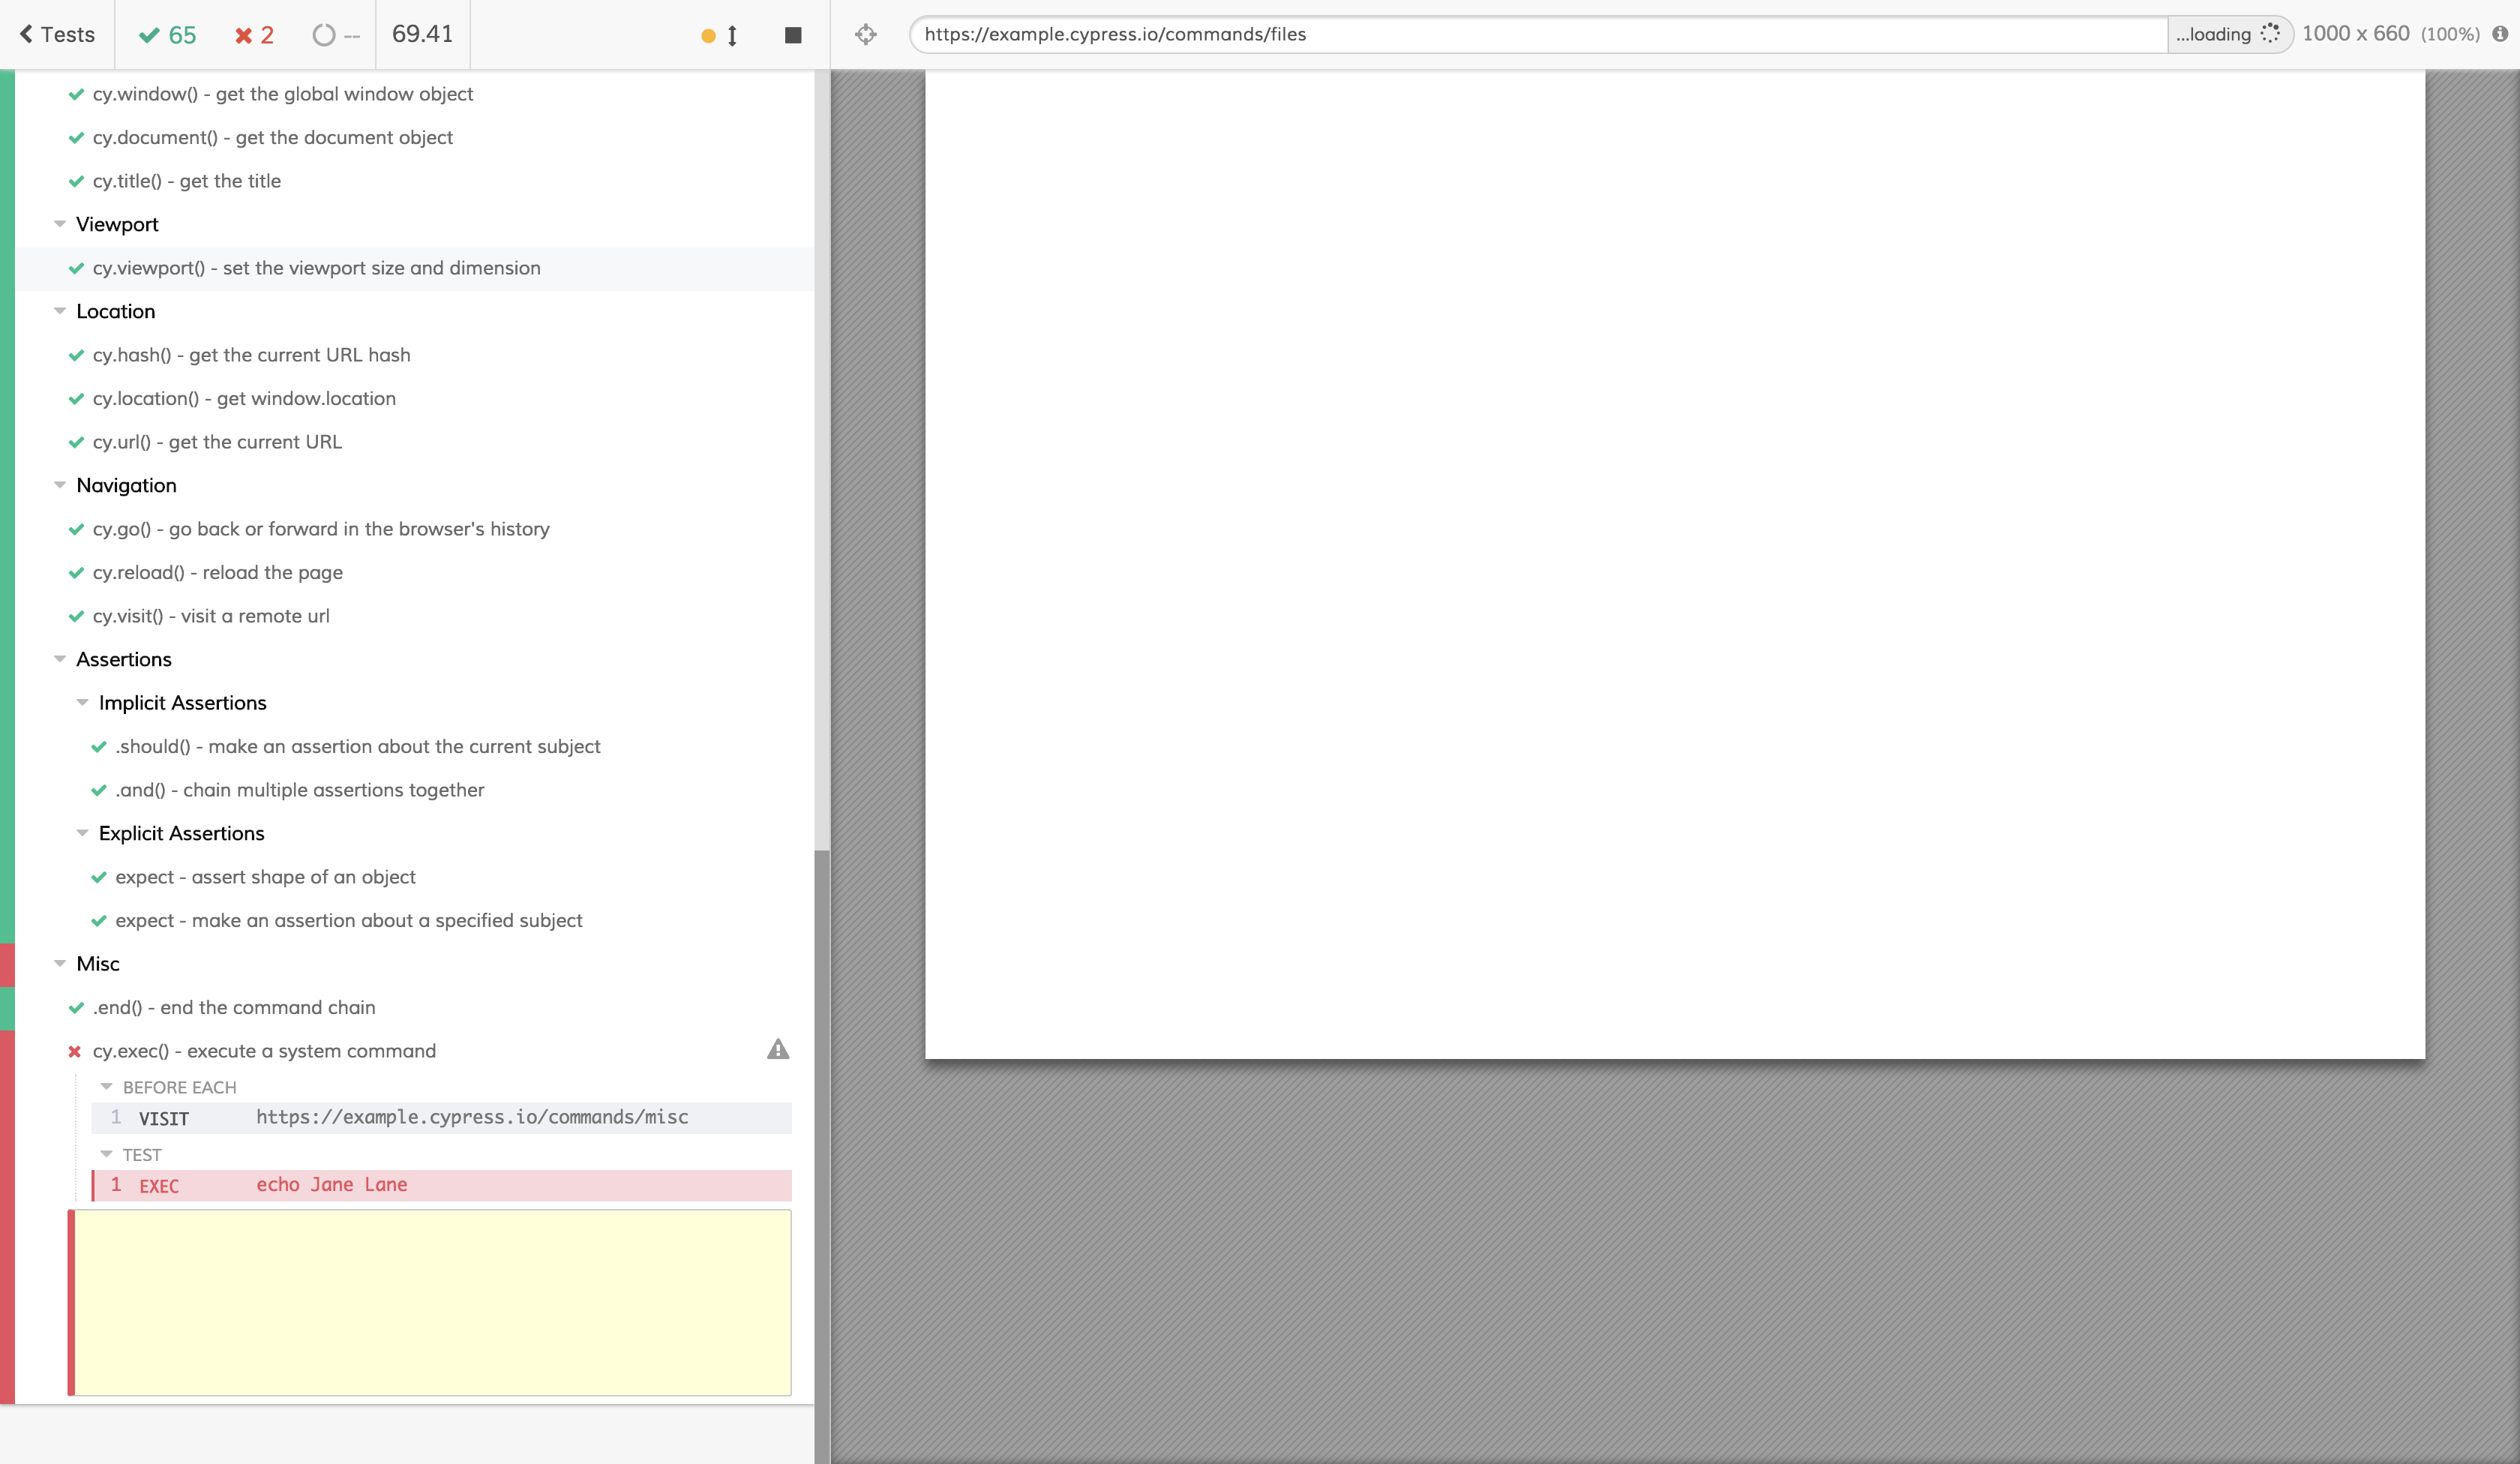 Tests 65 2 -- 69.41
https://example.cypress.io/commands/files ...loading 1000 x 660 (100%)
cy.window() - get the global window object
cy.document() - get the document object
cy.title() - get the title
Viewport
cy.viewport() - set the viewport size and dimension
Location
cy.hash() - get the current URL hash
cy.location() - get window.location
cy.url() - get the current URL
Navigation
cy.go() - go back or forward in the browser's history
cy.reload() - reload the page
cy.visit() - visit a remote url
Assertions
Implicit Assertions
.should() - make an assertion about the current subject
.and() - chain multiple assertions together
Explicit Assertions
expect - assert shape of an object
expect - make an assertion about a specified subject
Misc
.end() - end the command chain
cy.exec() - execute a system command
BEFORE EACH
1 VISIT https://example.cypress.io/commands/misc
TEST
1 EXEC echo Jane Lane